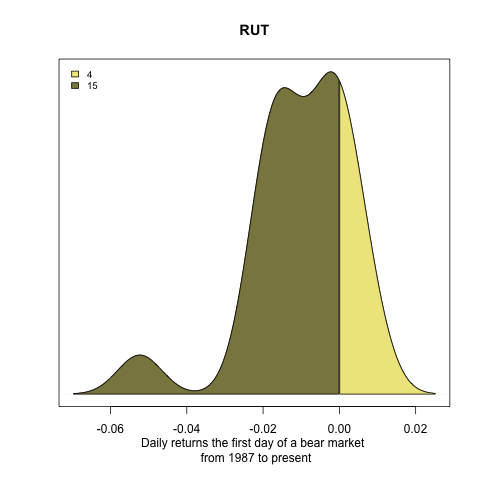 RUT
4
15
-0.06 -0.04 -0.02 0.00 0.02
Daily returns the first day of a bear market
from 1987 to present